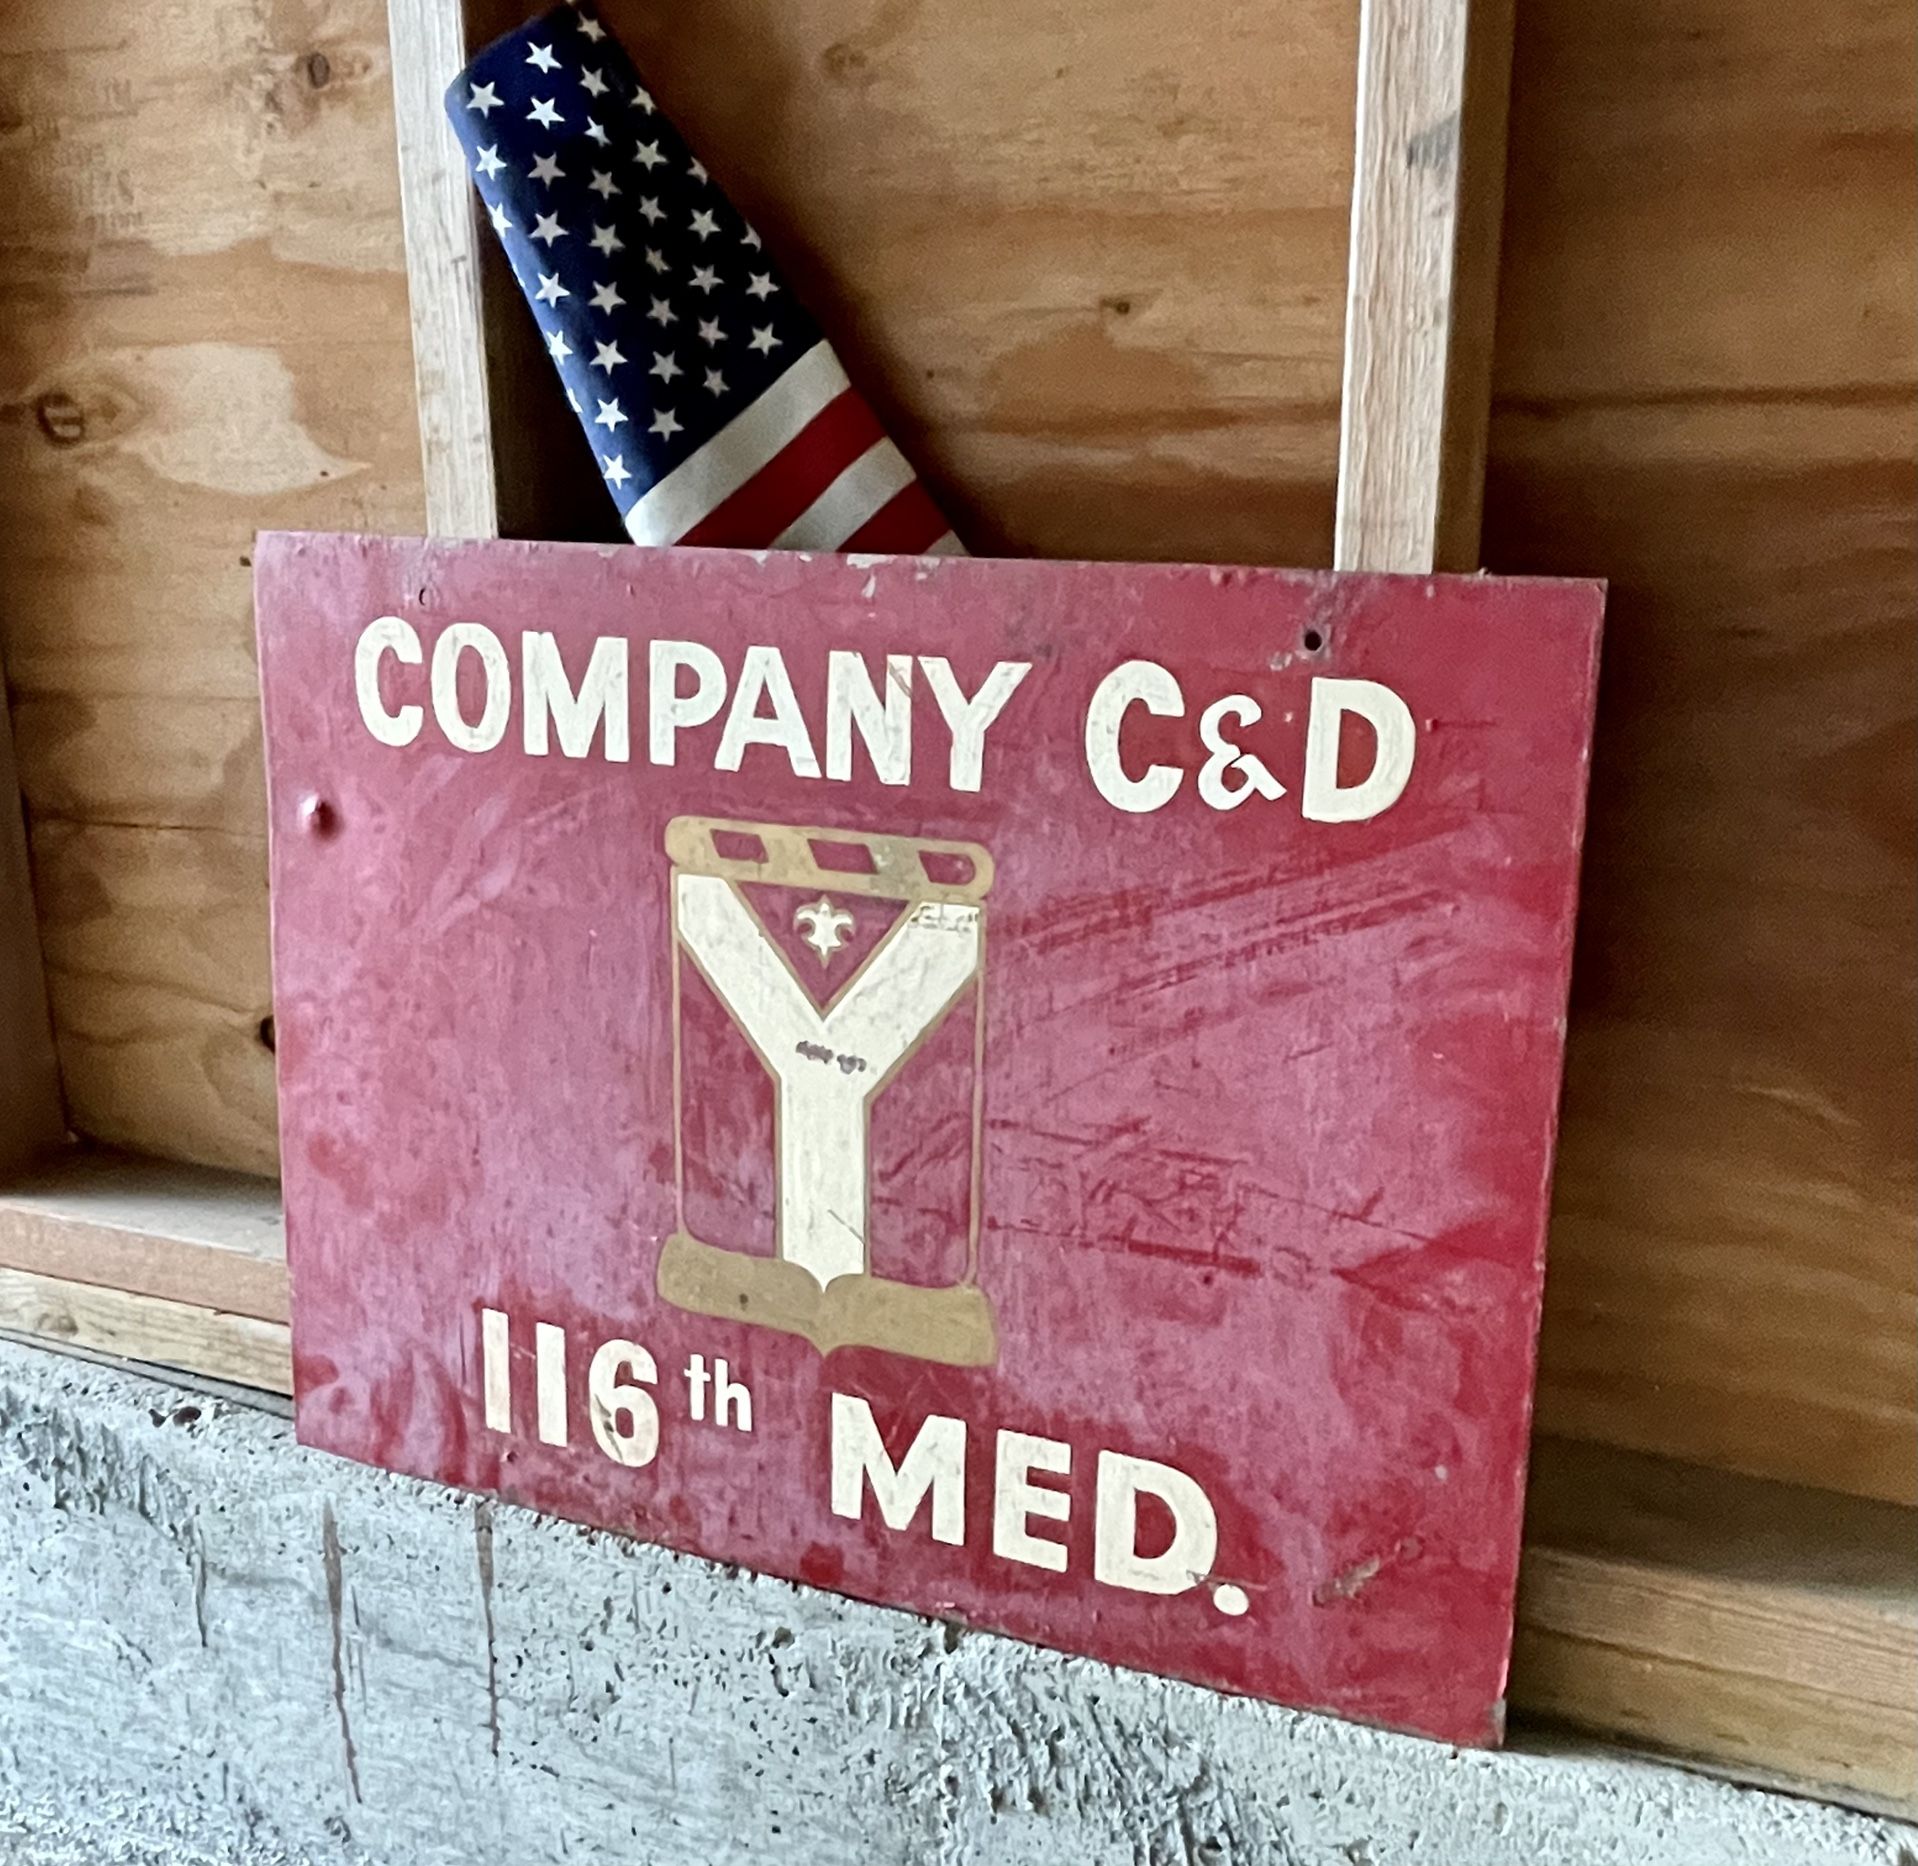 COMPANY C&D
116th MED.